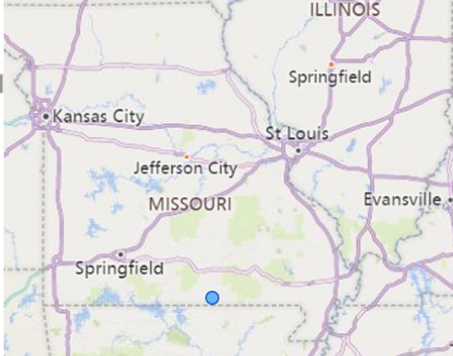 ILLINOIS
Springfield
Kansas City
St Louis
Jefferson City
Evansville
MISSOURI
Springfield